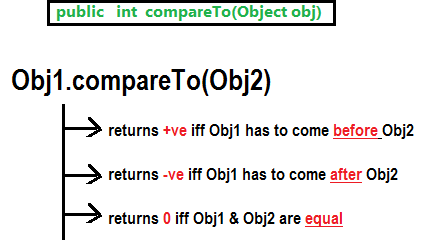 public int compareTo(Object obj)
Obj1.compareTo(Obj2)
returns +ve iff Obj1 has to come before Obj2
returns -ve iff Obj1 has to come after Obj2
returns 0 iff Obj1 & Obj2 are equal